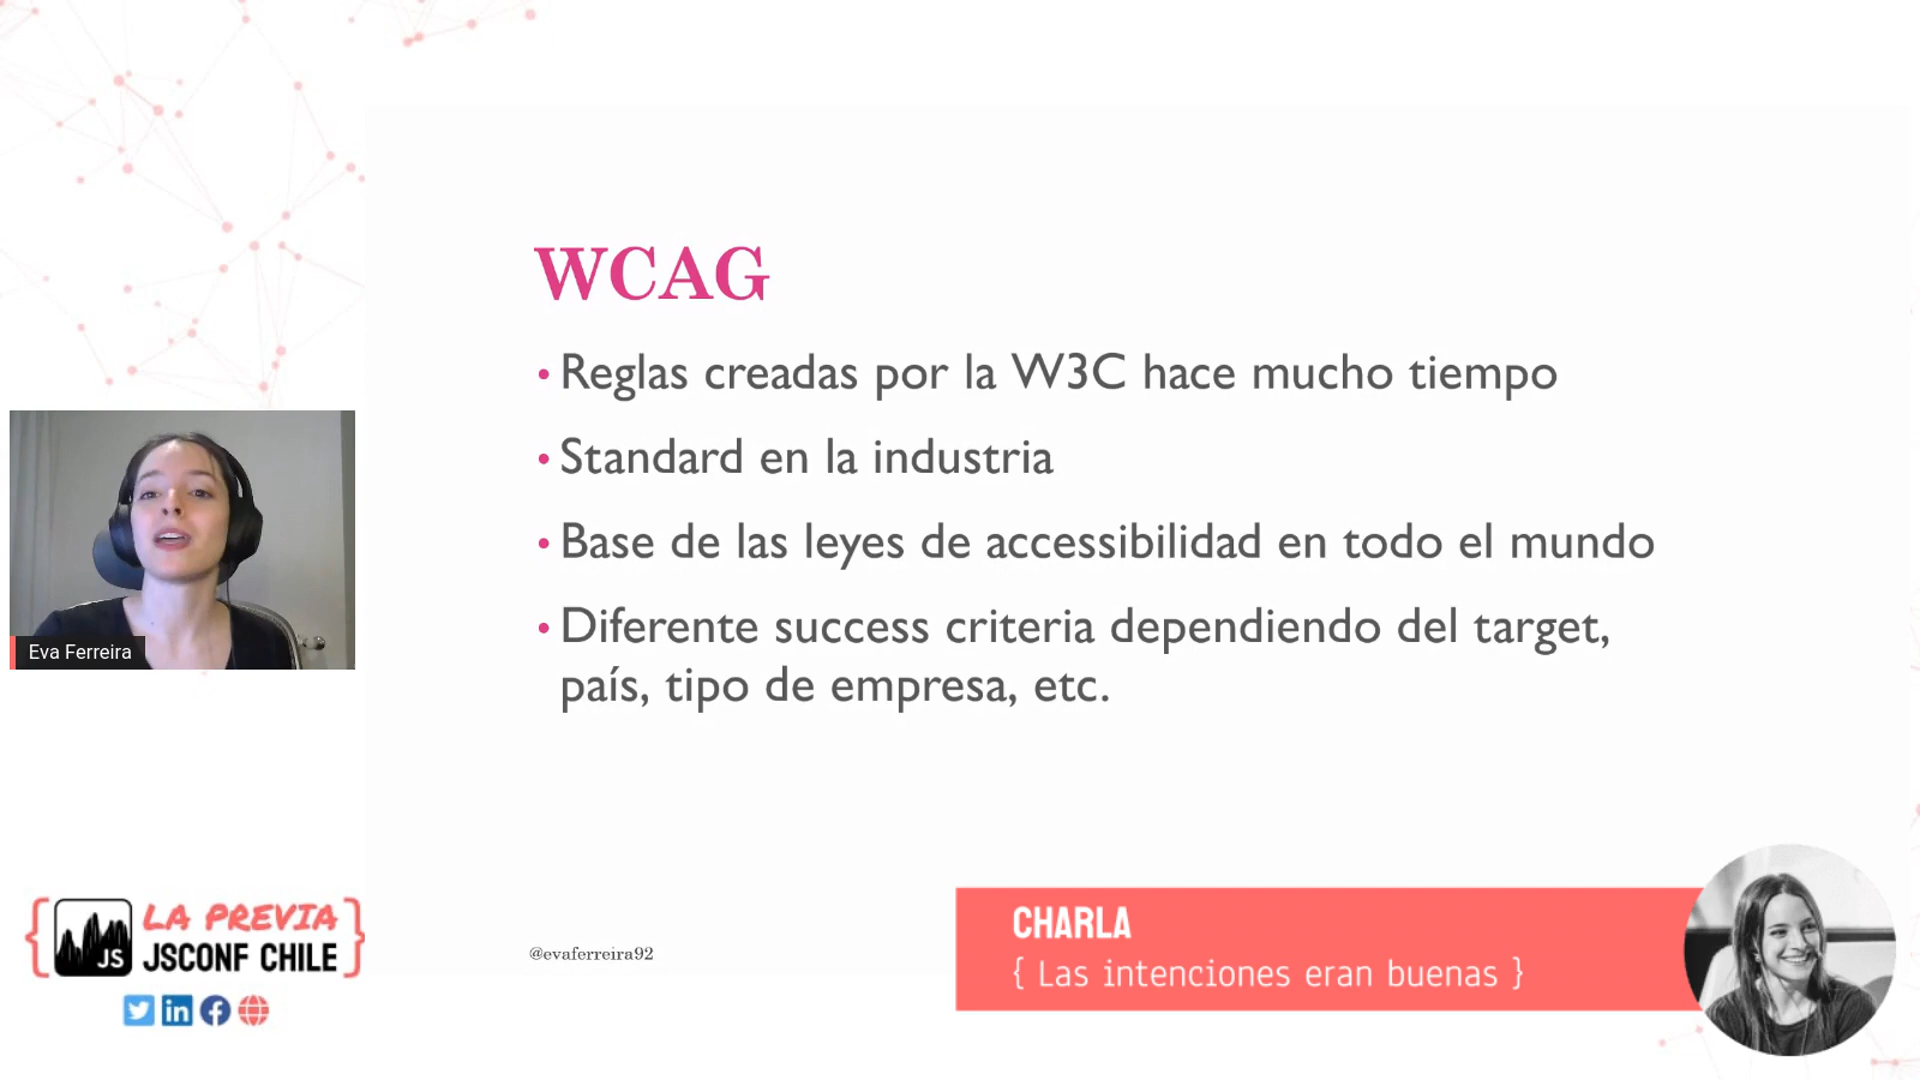 WCAG
• Reglas creadas por la W3C hace mucho tiempo
• Standard en la industria
• Base de las leyes de accessibilidad en todo el mundo
• Diferente success criteria dependiendo del target,
país, tipo de empresa, etc.
Eva Ferreira
{ JS LA PREVIA
JSCONF CHILE }
@evaferreira92
CHARLA
{ Las intenciones eran buenas }